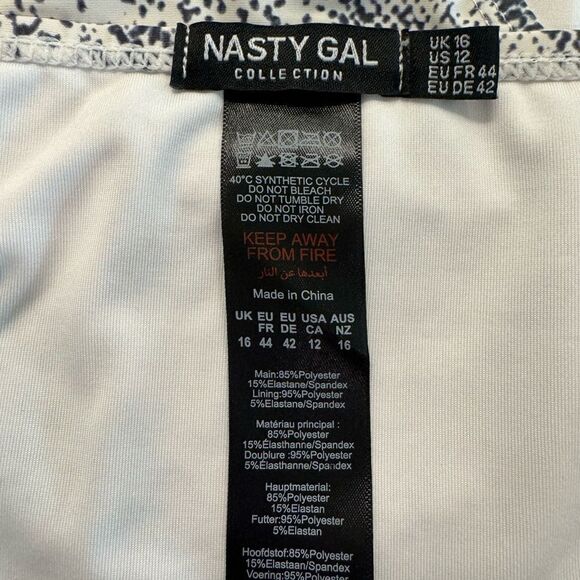 NASTY GAL
COLLECTION
UK 16
US 12
EU FR 44
EU DE 42
40°C SYNTHETIC CYCLE
DO NOT BLEACH
DO NOT TUMBLE DRY
DO NOT IRON
DO NOT DRY CLEAN
KEEP AWAY
FROM FIRE
أبعدها عن النار
Made in China
UK EU EU USA AUS
FR DE CA NZ
16 44 42 12 16
Main:85%Polyester
15%Elastane/Spandex
Lining:95%Polyester
5%Elastane/Spandex
Matériau principal :
85%Polyester
15%Élasthanne/Spandex
Doublure :95%Polyester
5%Élasthanne/Spandex
Hauptmaterial:
85%Polyester
15%Elastan
Futter:95%Polyester
5%Elastan
Hoofdstof:85%Polyester
15%Elastaan/Spandex
Voering:95%Polyester